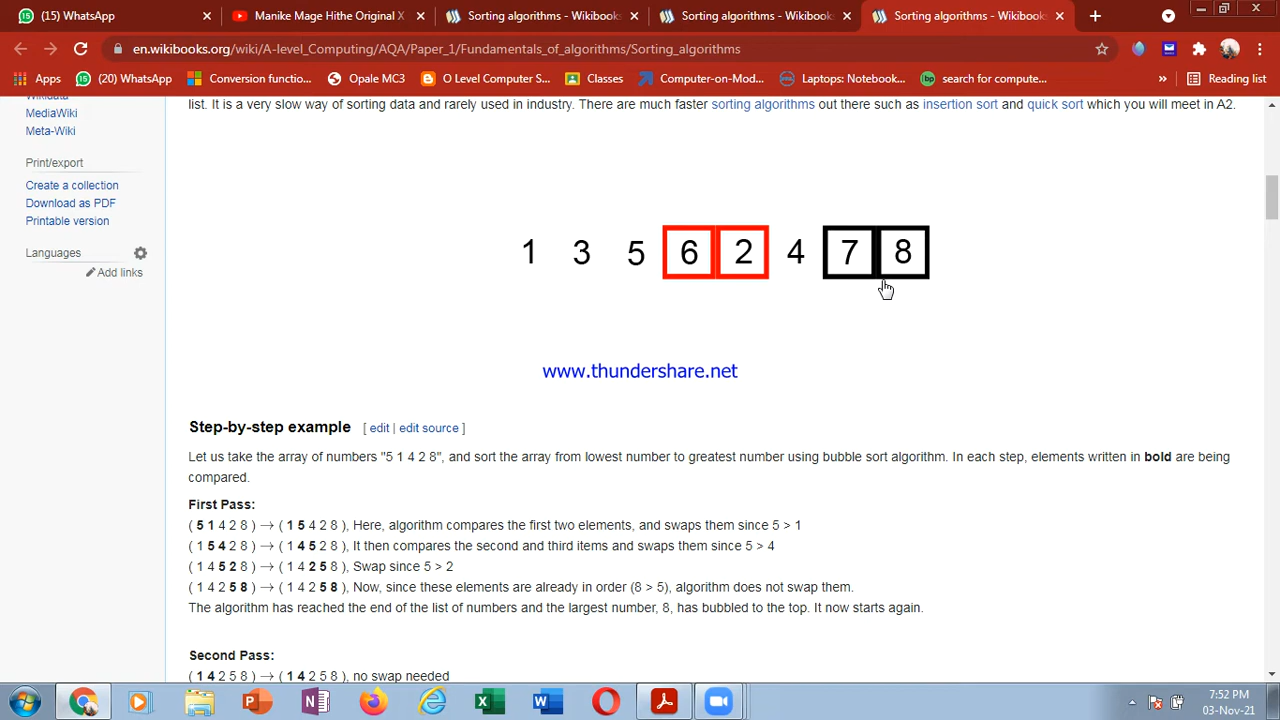 (15) WhatsApp
Manike Mage Hithe Original X
Sorting algorithms - Wikibooks
Sorting algorithms - Wikibooks
Sorting algorithms - Wikibooks
en.wikibooks.org/wiki/A-level_Computing/AQA/Paper_1/Fundamentals_of_algorithms/Sorting_algorithms
Apps
(20) WhatsApp
Conversion functio...
Opale MC3
O Level Computer S...
Classes
Computer-on-Mod...
Laptops: Notebook...
search for compute...
»
Reading list
Wikidata
MediaWiki
Meta-Wiki
Print/export
Create a collection
Download as PDF
Printable version
Languages
Add links
list. It is a very slow way of sorting data and rarely used in industry. There are much faster sorting algorithms out there such as insertion sort and quick sort which you will meet in A2.
1 3 5 6 2 4 7 8
www.thundershare.net
Step-by-step example [ edit | edit source ]
Let us take the array of numbers "5 1 4 2 8", and sort the array from lowest number to greatest number using bubble sort algorithm. In each step, elements written in bold are being
compared.
First Pass:
( 5 1 4 2 8 ) → ( 1 5 4 2 8 ), Here, algorithm compares the first two elements, and swaps them since 5 > 1
( 1 5 4 2 8 ) → ( 1 4 5 2 8 ), It then compares the second and third items and swaps them since 5 > 4
( 1 4 5 2 8 ) → ( 1 4 2 5 8 ), Swap since 5 > 2
( 1 4 2 5 8 ) → ( 1 4 2 5 8 ), Now, since these elements are already in order (8 > 5), algorithm does not swap them.
The algorithm has reached the end of the list of numbers and the largest number, 8, has bubbled to the top. It now starts again.
Second Pass:
( 1 4 2 5 8 ) → ( 1 4 2 5 8 ), no swap needed
7:52 PM
03-Nov-21